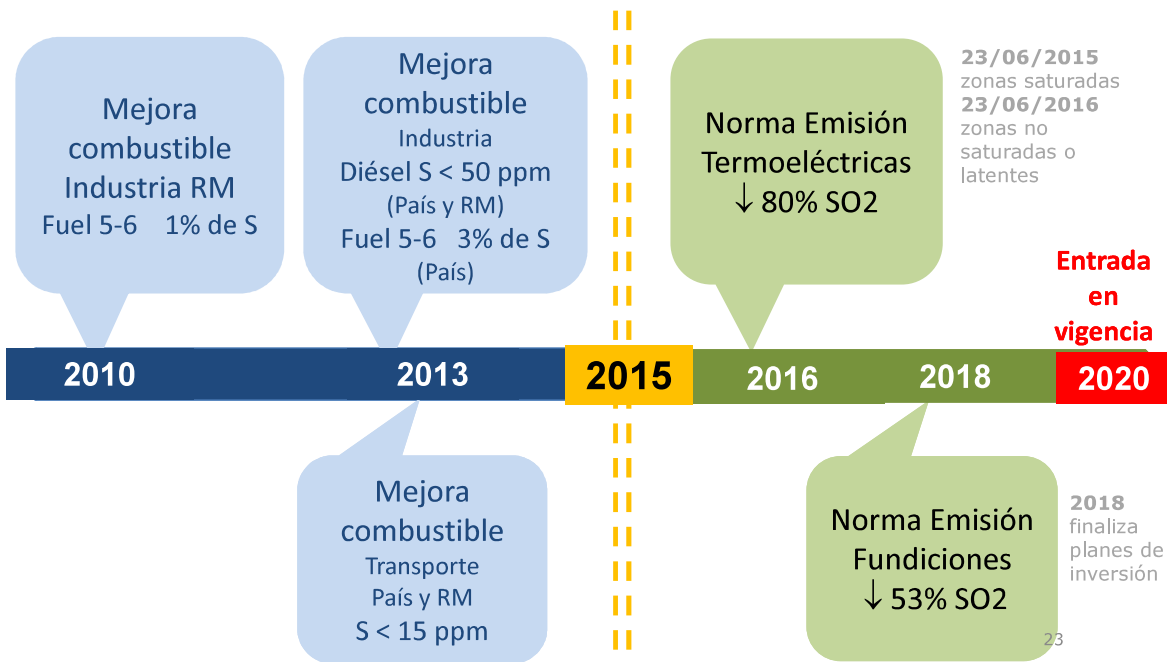 Mejora
combustible
Industria RM
Fuel 5-6 1% de S
Mejora
combustible
Industria
Diésel S < 50 ppm
(País y RM)
Fuel 5-6 3% de S
(País)
Norma Emisión
Termoeléctricas
↓ 80% SO2
23/06/2015
zonas saturadas
23/06/2016
zonas no
saturadas o
latentes
Entrada
en
vigencia
2010
2013
2015
2016
2018
2020
Mejora
combustible
Transporte
País y RM
S < 15 ppm
Norma Emisión
Fundiciones
↓ 53% SO2
2018
finaliza
planes de
inversión
23